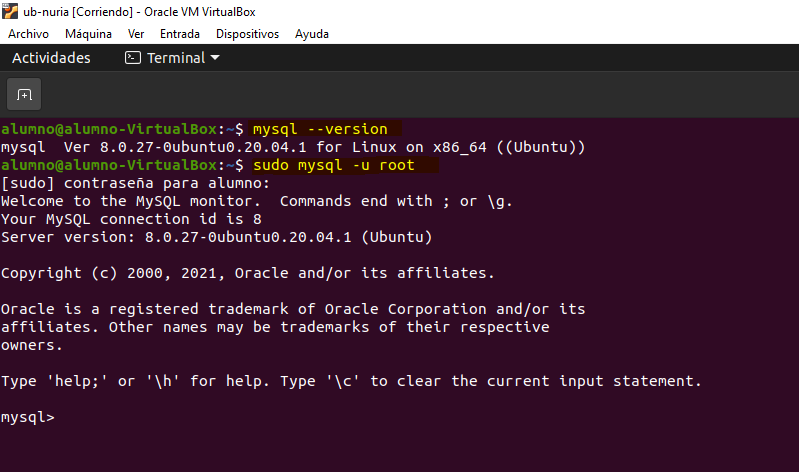 ub-nuria [Corriendo] - Oracle VM VirtualBox
Archivo Máquina Ver Entrada Dispositivos Ayuda
Actividades Terminal
alumno@alumno-VirtualBox:~$ mysql --version
mysql  Ver 8.0.27-0ubuntu0.20.04.1 for Linux on x86_64 ((Ubuntu))
alumno@alumno-VirtualBox:~$ sudo mysql -u root
[sudo] contraseña para alumno:
Welcome to the MySQL monitor.  Commands end with ; or \g.
Your MySQL connection id is 8
Server version: 8.0.27-0ubuntu0.20.04.1 (Ubuntu)
Copyright (c) 2000, 2021, Oracle and/or its affiliates.
Oracle is a registered trademark of Oracle Corporation and/or its
affiliates. Other names may be trademarks of their respective
owners.
Type 'help;' or '\h' for help. Type '\c' to clear the current input statement.
mysql>